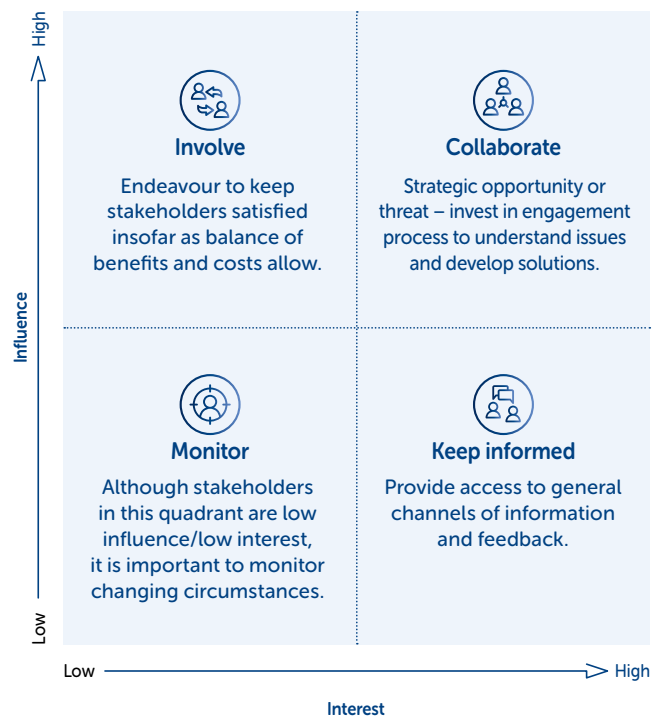 High
Involve
Endeavour to keep
stakeholders satisfied
insofar as balance of
benefits and costs allow.
Collaborate
Strategic opportunity or
threat – invest in engagement
process to understand issues
and develop solutions.
Influence
Monitor
Although stakeholders
in this quadrant are low
influence/low interest,
it is important to monitor
changing circumstances.
Keep informed
Provide access to general
channels of information
and feedback.
Low
Low
High
Interest